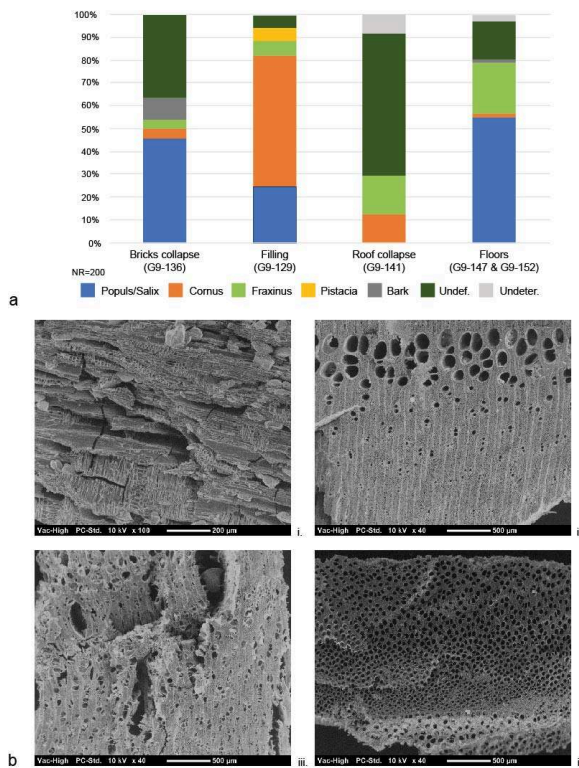 100%
90%
80%
70%
60%
50%
40%
30%
20%
10%
0%
Bricks collapse Filling Roof collapse Floors
(G9-136) (G9-129) (G9-141) (G9-147 & G9-152)
NR=200
Populs/Salix Cornus Fraxinus Pistacia Bark Undef. Undeter.
a
Vac-High PC-Std. 10 kV x 100 200 µm i.
Vac-High PC-Std. 10 kV x 40 500 µm i
b
Vac-High PC-Std. 10 kV x 40 500 µm iii.
Vac-High PC-Std. 10 kV x 40 500 µm i